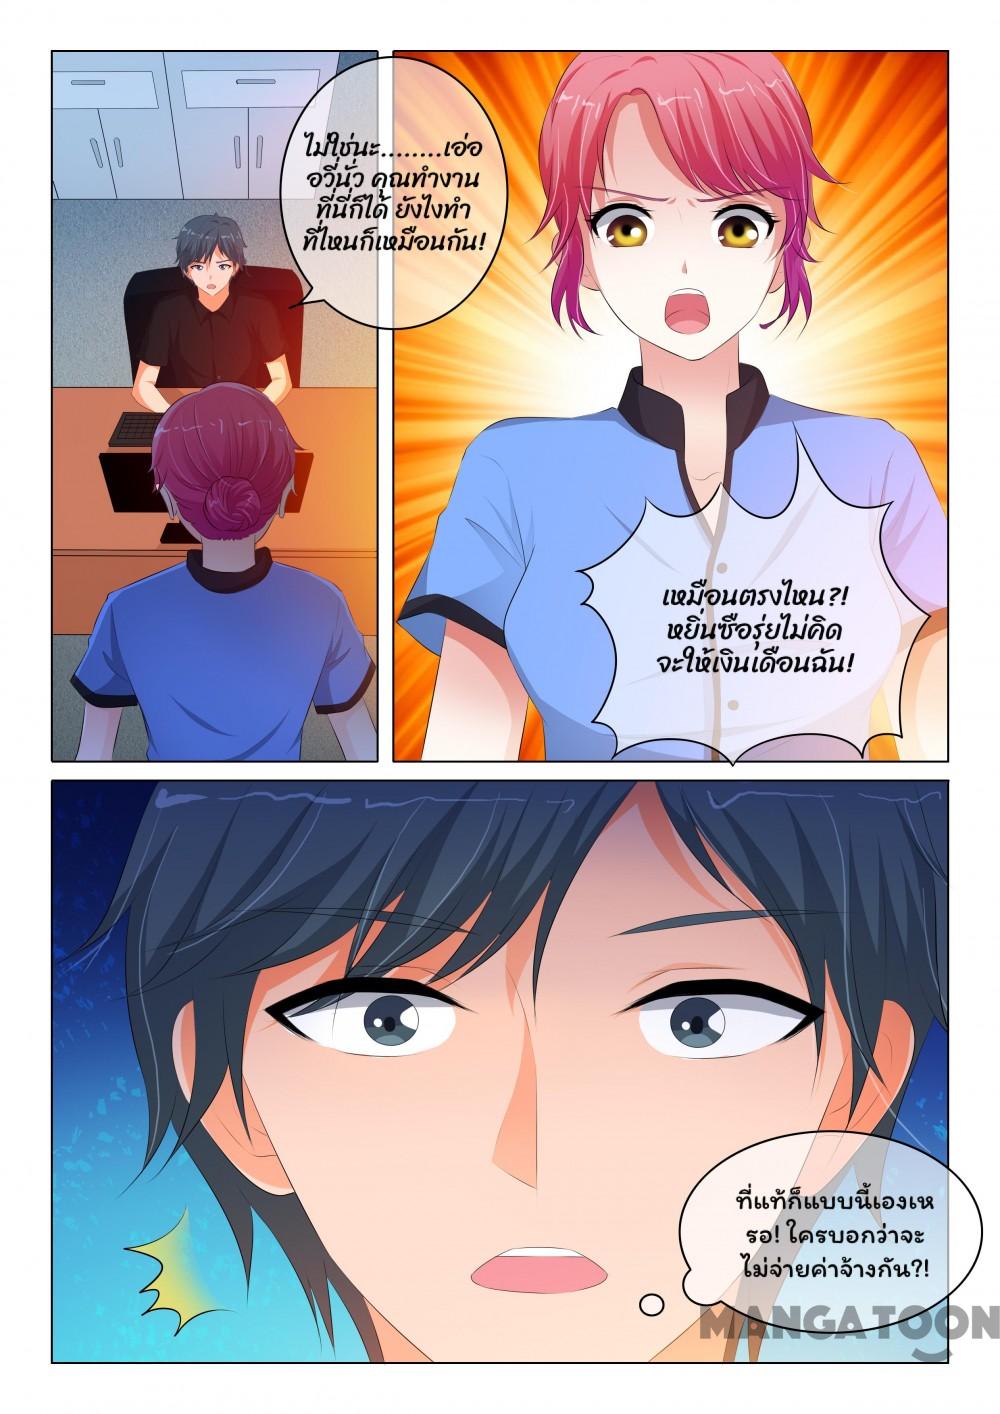 ไม่ใช่นะ........เอ่อ
อวี่นั่ว คุณทำงาน
ที่นี่ก็ได้ ยังไงทำ
ที่ไหนก็เหมือนกัน!
เหมือนตรงไหน?!
หยิ่นซือรุ่ยไม่คิด
จะให้เงินเดือนฉัน!
ที่แท้ก็แบบนี้เองเห
รอ! ใครบอกว่าจะ
ไม่จ่ายค่าจ้างกัน?!
MANGATOON